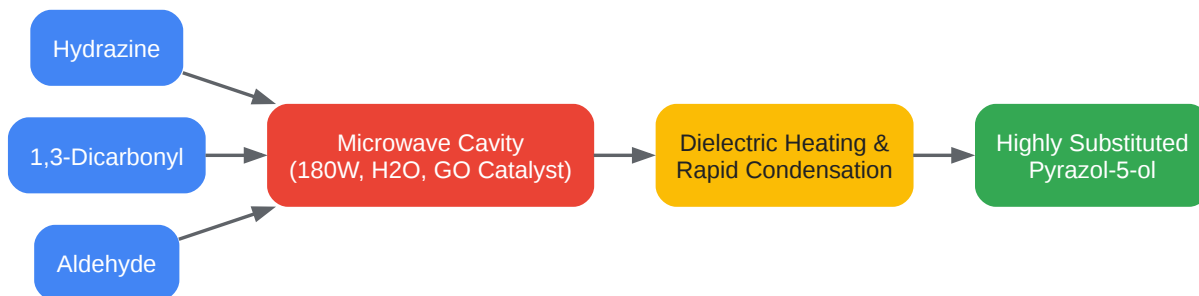 Hydrazine
1,3-Dicarbonyl
Aldehyde
Microwave Cavity
(180W, H2O, GO Catalyst)
Dielectric Heating &
Rapid Condensation
Highly Substituted
Pyrazol-5-ol